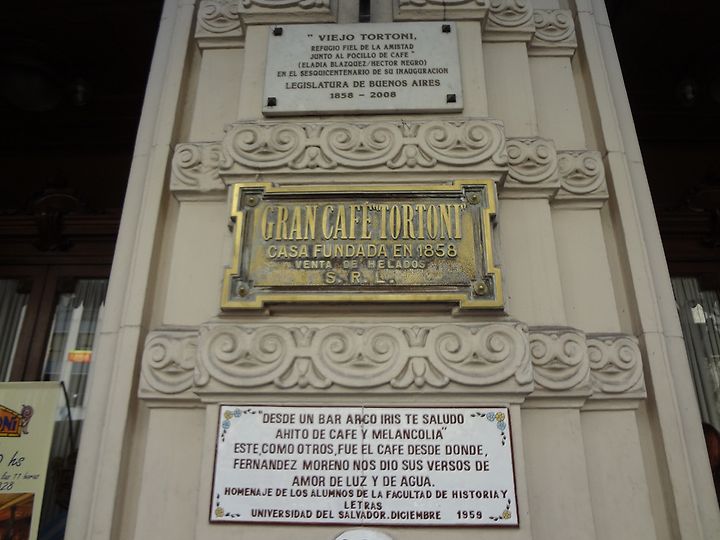 " VIEJO TORTONI,
REFUGIO FIEL DE LA AMISTAD
JUNTO AL POCILLO DE CAFE "
(ELADIA BLAZQUEZ/HECTOR NEGRO)
EN EL SESQUICENTENARIO DE SU INAUGURACION
LEGISLATURA DE BUENOS AIRES
1858 - 2008
GRAN CAFÉ "TORTONI"
CASA FUNDADA EN 1858
VENTA DE HELADOS
S. R. L.
"DESDE UN BAR ARCO IRIS TE SALUDO
AHITO DE CAFE Y MELANCOLIA"
ESTE, COMO OTROS, FUE EL CAFE DESDE DONDE,
FERNANDEZ MORENO NOS DIO SUS VERSOS DE
AMOR DE LUZ Y DE AGUA.
HOMENAJE DE LOS ALUMNOS DE LA FACULTAD DE HISTORIA Y
LETRAS
UNIVERSIDAD DEL SALVADOR. DICIEMBRE 1959
hs
11 horas